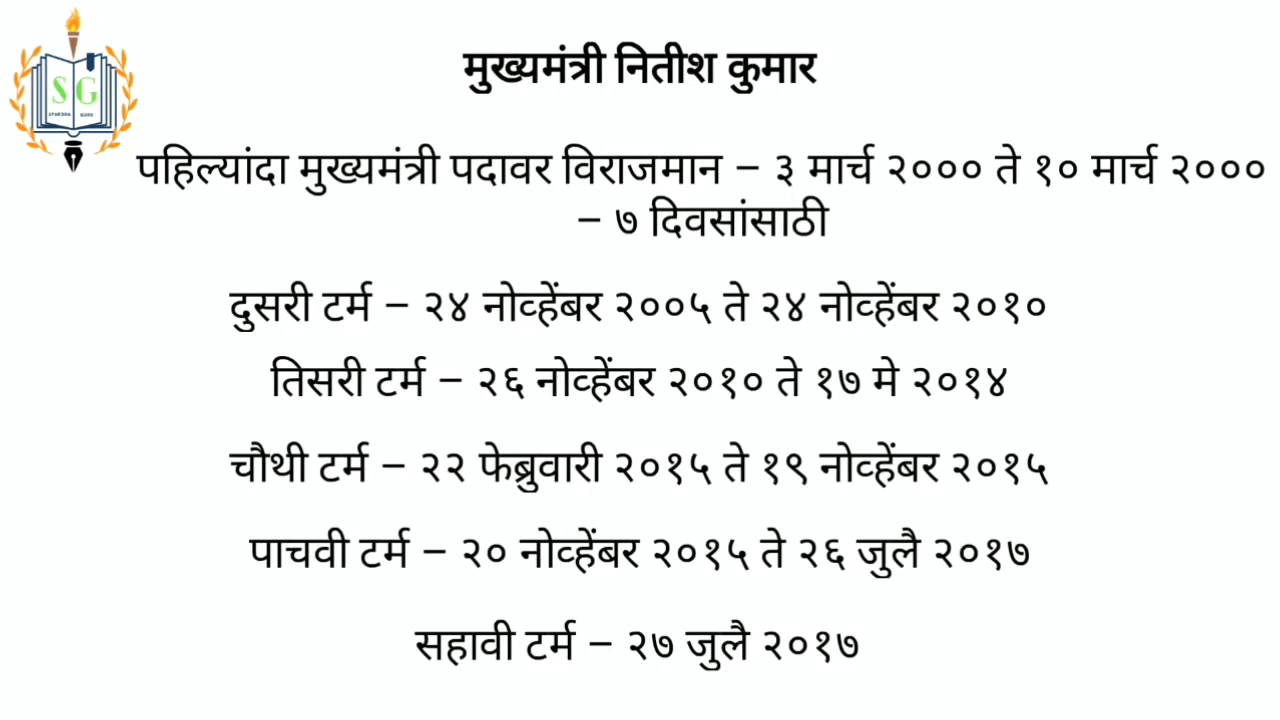 S G
SPARDHA GURU
मुख्यमंत्री नितीश कुमार
पहिल्यांदा मुख्यमंत्री पदावर विराजमान – ३ मार्च २००० ते १० मार्च २०००
– ७ दिवसांसाठी
दुसरी टर्म – २४ नोव्हेंबर २००५ ते २४ नोव्हेंबर २०१०
तिसरी टर्म – २६ नोव्हेंबर २०१० ते १७ मे २०१४
चौथी टर्म – २२ फेब्रुवारी २०१५ ते १९ नोव्हेंबर २०१५
पाचवी टर्म – २० नोव्हेंबर २०१५ ते २६ जुलै २०१७
सहावी टर्म – २७ जुलै २०१७